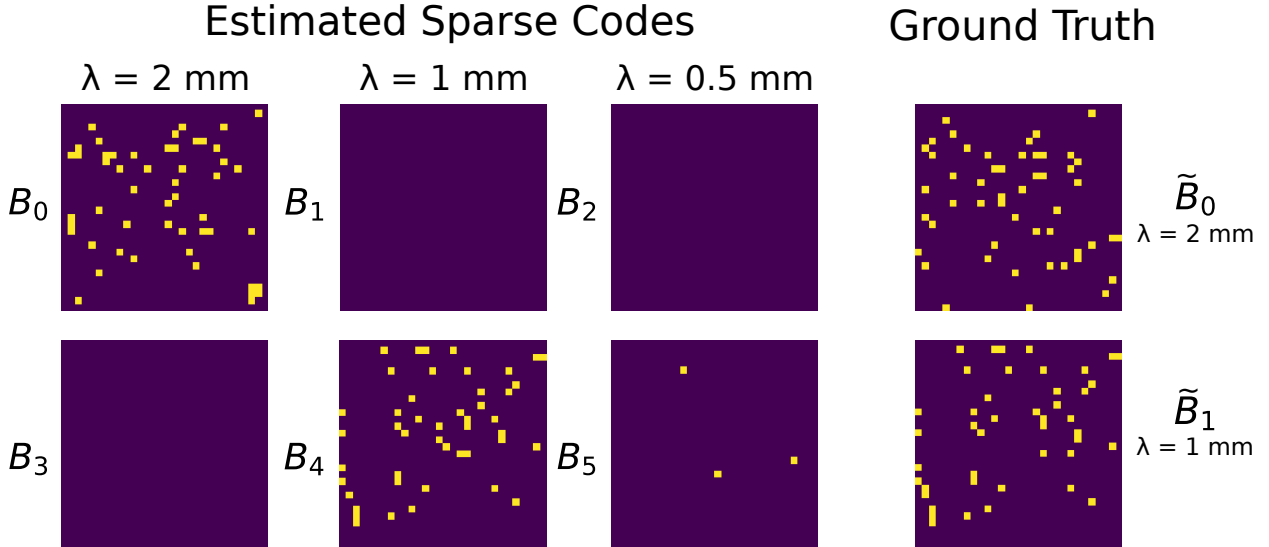 Estimated Sparse Codes
Ground Truth
λ = 2 mm
λ = 1 mm
λ = 0.5 mm
B₀
B₁
B₂
B̃₀
λ = 2 mm
B₃
B₄
B₅
B̃₁
λ = 1 mm